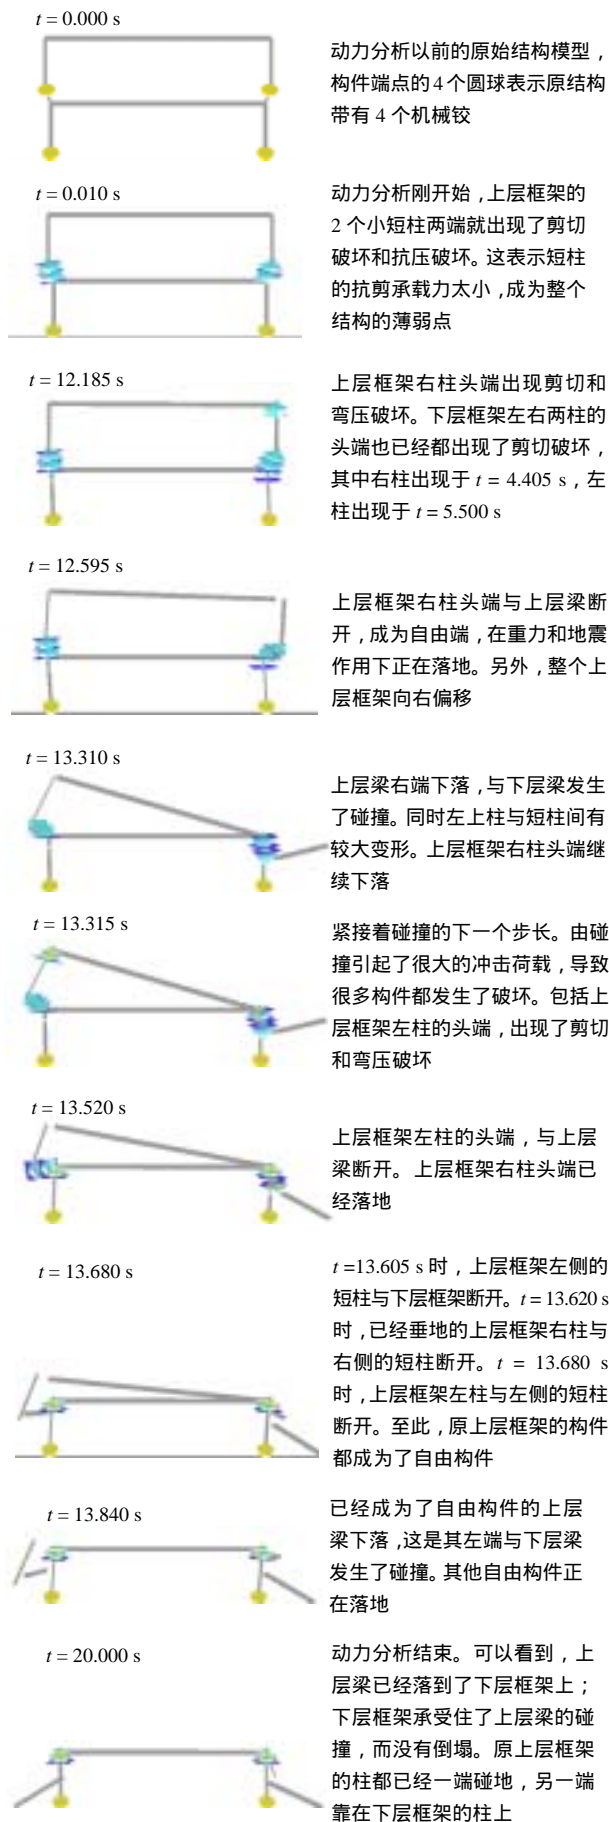 t = 0.000 s
动力分析以前的原始结构模型，
构件端点的4个圆球表示原结构
带有 4 个机械铰
t = 0.010 s
动力分析刚开始，上层框架的
2 个小短柱两端就出现了剪切
破坏和抗压破坏。这表示短柱
的抗剪承载力太小，成为整个
结构的薄弱点
t = 12.185 s
上层框架右柱头端出现剪切和
弯压破坏。下层框架左右两柱的
头端也已经都出现了剪切破坏，
其中右柱出现于 t = 4.405 s，左
柱出现于 t = 5.500 s
t = 12.595 s
上层框架右柱头端与上层梁断
开，成为自由端，在重力和地震
作用下正在落地。另外，整个上
层框架向右偏移
t = 13.310 s
上层梁右端下落，与下层梁发生
了碰撞。同时左上柱与短柱间有
较大变形。上层框架右柱头端继
续下落
t = 13.315 s
紧接着碰撞的下一个步长。由碰
撞引起了很大的冲击荷载，导致
很多构件都发生了破坏。包括上
层框架左柱的头端，出现了剪切
和弯压破坏
t = 13.520 s
上层框架左柱的头端，与上层
梁断开。上层框架右柱头端已
经落地
t = 13.680 s
t =13.605 s 时，上层框架左侧的
短柱与下层框架断开。t = 13.620 s
时，已经垂地的上层框架右柱与
右侧的短柱断开。t = 13.680 s
时，上层框架左柱与左侧的短柱
断开。至此，原上层框架的构件
都成为了自由构件
t = 13.840 s
已经成为了自由构件的上层
梁下落，这是其左端与下层梁
发生了碰撞。其他自由构件正
在落地
t = 20.000 s
动力分析结束。可以看到，上
层梁已经落到了下层框架上；
下层框架承受住了上层梁的碰
撞，而没有倒塌。原上层框架
的柱都已经一端碰地，另一端
靠在下层框架的柱上